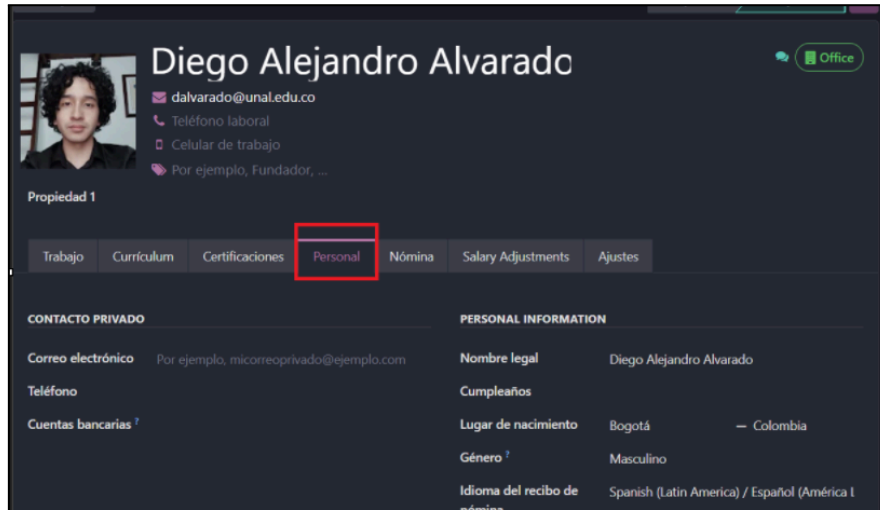 Diego Alejandro Alvarado
Office
dalvarado@unal.edu.co
Teléfono laboral
Celular de trabajo
Por ejemplo, Fundador, ...
Propiedad 1
Trabajo Currículum Certificaciones Personal Nómina Salary Adjustments Ajustes
CONTACTO PRIVADO
Correo electrónico Por ejemplo, micorreoprivado@ejemplo.com
Teléfono
Cuentas bancarias ?
PERSONAL INFORMATION
Nombre legal Diego Alejandro Alvarado
Cumpleaños
Lugar de nacimiento Bogotá — Colombia
Género ? Masculino
Idioma del recibo de Spanish (Latin America) / Español (América L
nómina